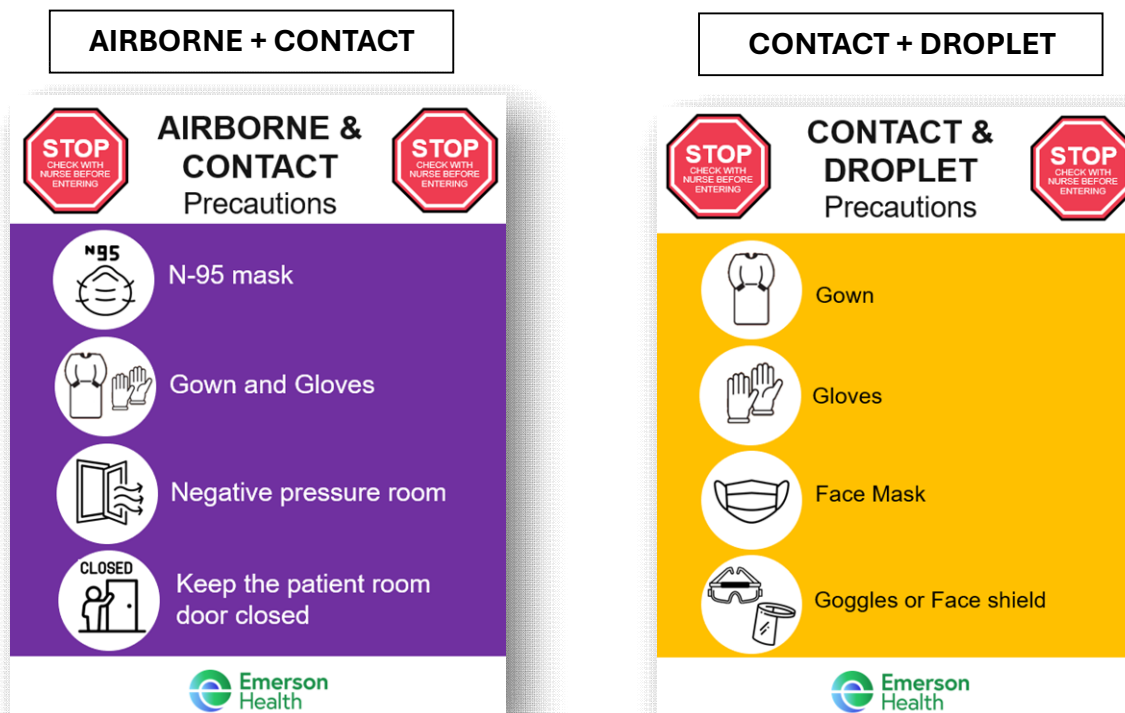 AIRBORNE + CONTACT
STOP
CHECK WITH
NURSE BEFORE
ENTERING
AIRBORNE &
CONTACT
Precautions
STOP
CHECK WITH
NURSE BEFORE
ENTERING
N95
N-95 mask
Gown and Gloves
Negative pressure room
CLOSED
Keep the patient room
door closed
Emerson
Health
CONTACT + DROPLET
STOP
CHECK WITH
NURSE BEFORE
ENTERING
CONTACT &
DROPLET
Precautions
STOP
CHECK WITH
NURSE BEFORE
ENTERING
Gown
Gloves
Face Mask
Goggles or Face shield
Emerson
Health